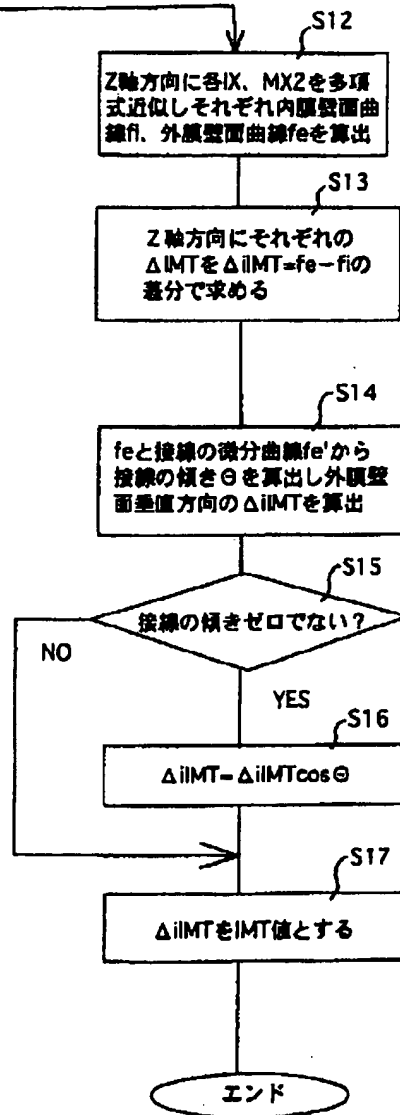 S12
Z軸方向に各IX、MX2を多項
式近似しそれぞれ内膜壁面曲
線fi、外膜壁面曲線feを算出
S13
Z軸方向にそれぞれの
ΔIMTをΔiIMT=fe-fiの
差分で求める
S14
feと接線の微分曲線fe'から
接線の傾きΘを算出し外膜壁
面垂直方向のΔiIMTを算出
S15
接線の傾きゼロでない?
NO
YES
S16
ΔiIMT=ΔiIMTcosΘ
S17
ΔiIMTをIMT値とする
エンド